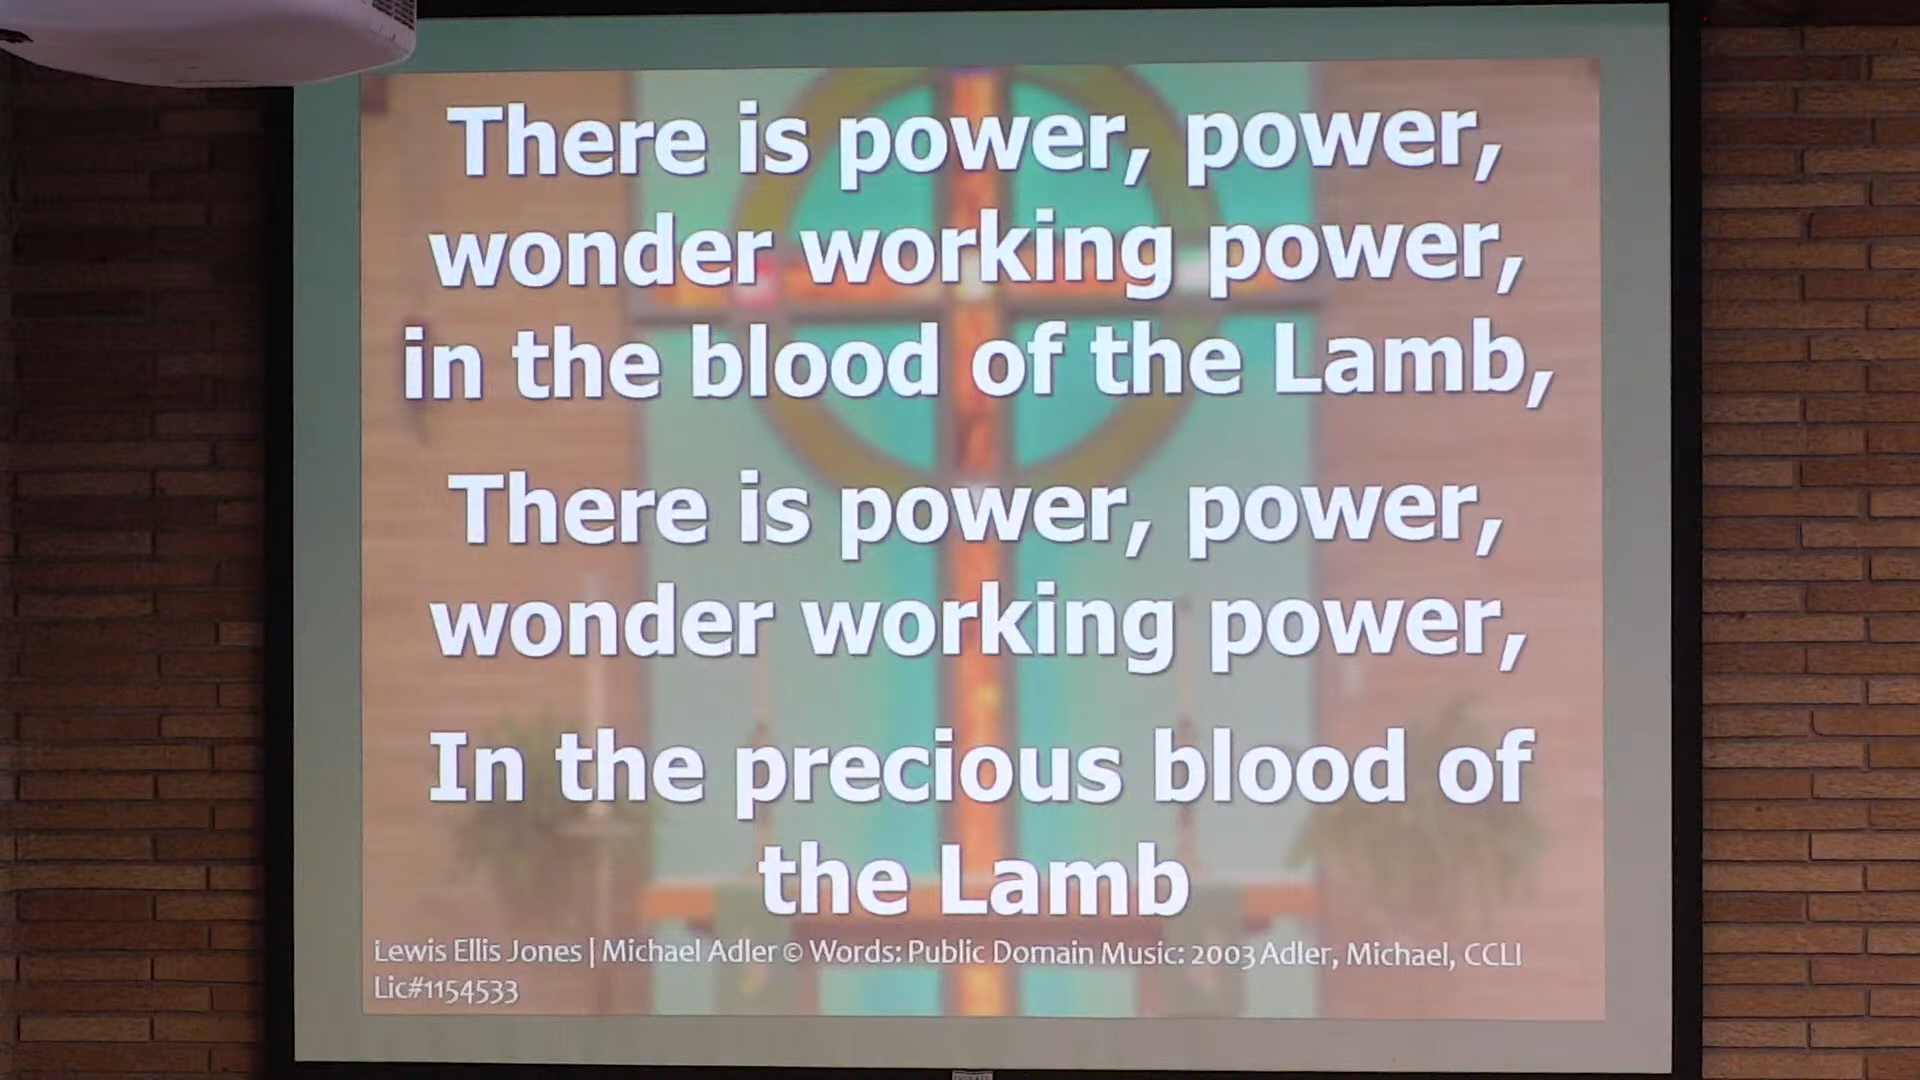 There is power, power,
wonder working power,
in the blood of the Lamb,
There is power, power,
wonder working power,
In the precious blood of
the Lamb
Lewis Ellis Jones | Michael Adler © Words: Public Domain Music: 2003 Adler, Michael, CCLI
Lic#1154533